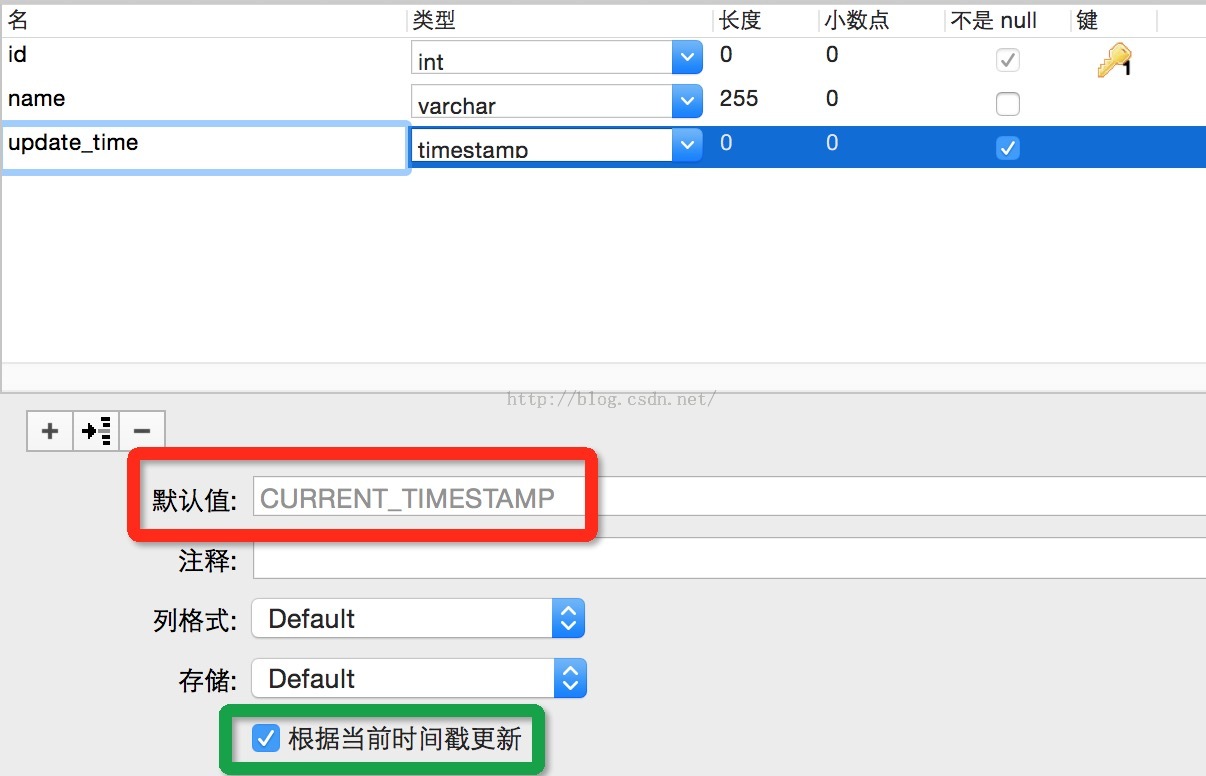 名 类型 长度 小数点 不是 null 键
id int 0 0 1
name varchar 255 0
update_time timestamp 0 0
http://blog.csdn.net/
默认值: CURRENT_TIMESTAMP
注释:
列格式: Default
存储: Default
根据当前时间戳更新